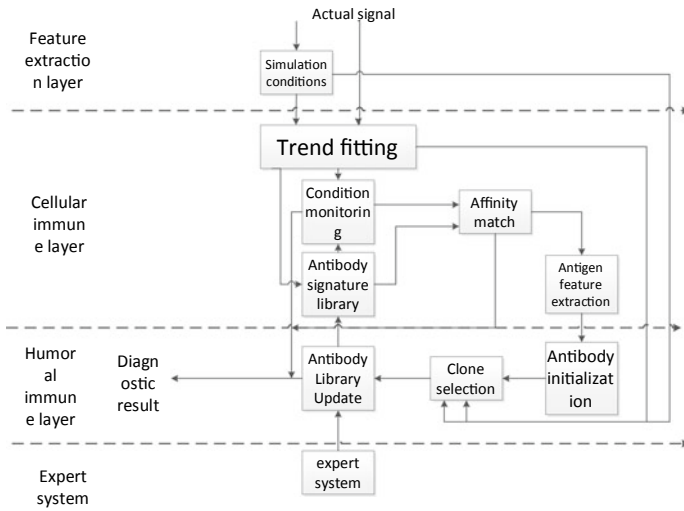 Actual signal
Feature
extractio
n layer
Simulation
conditions
Trend fitting
Condition
monitorin
g
Affinity
match
Cellular
immun
e layer
Antibody
signature
library
Antigen
feature
extraction
Humor
al
immun
e layer
Diagn
ostic
result
Antibody
Library
Update
Clone
selection
Antibody
initializat
ion
Expert
system
expert
system